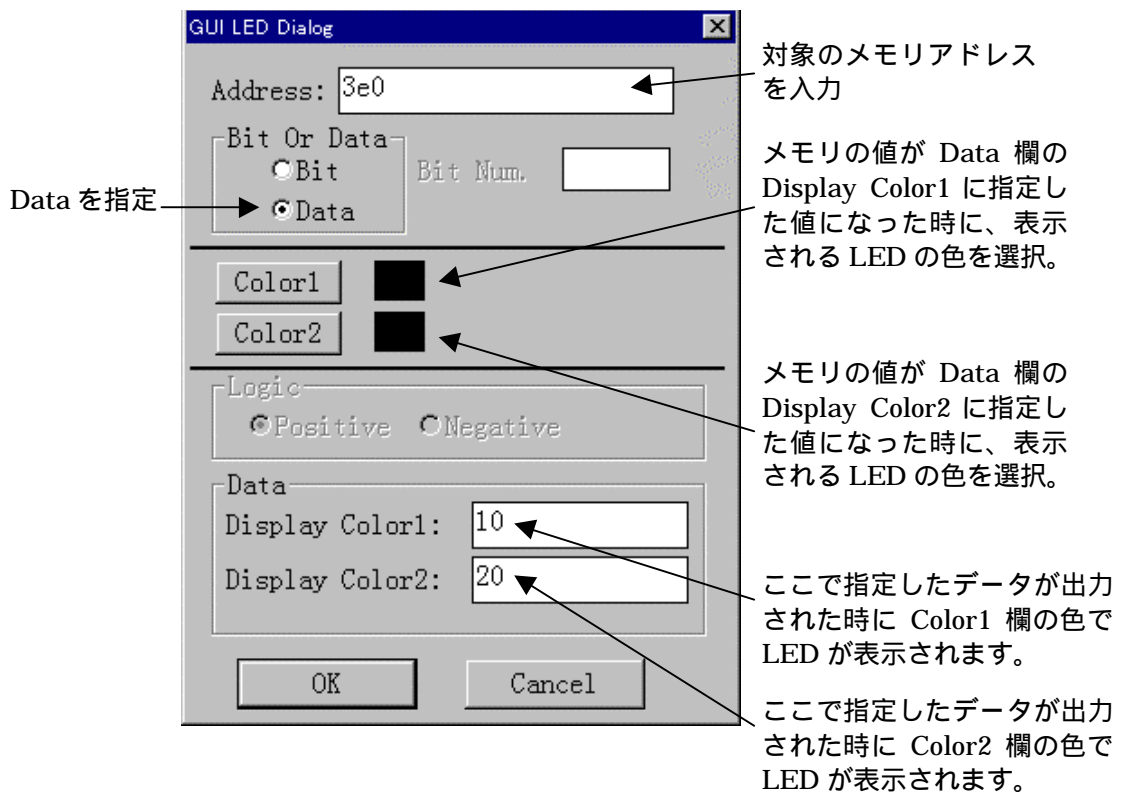 GUI LED Dialog
Address: 3e0
Bit Or Data
Bit
Bit Num.
Data
Color1
Color2
Logic
Positive Negative
Data
Display Color1: 10
Display Color2: 20
OK Cancel
Data を指定
対象のメモリアドレス
を入力
メモリの値が Data 欄の
Display Color1 に指定し
た値になった時に、表示
される LED の色を選択。
メモリの値が Data 欄の
Display Color2 に指定し
た値になった時に、表示
される LED の色を選択。
ここで指定したデータが出力
された時に Color1 欄の色で
LED が表示されます。
ここで指定したデータが出力
された時に Color2 欄の色で
LED が表示されます。